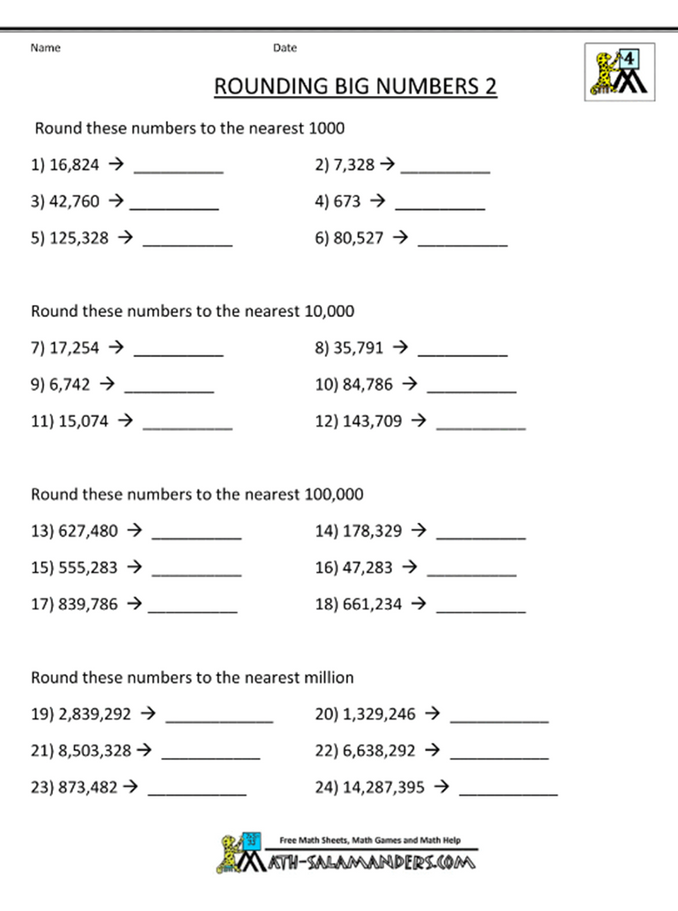 Name Date
4
ROUNDING BIG NUMBERS 2
Round these numbers to the nearest 1000
1) 16,824 → __________ 2) 7,328 → __________
3) 42,760 → __________ 4) 673 → __________
5) 125,328 → __________ 6) 80,527 → __________
Round these numbers to the nearest 10,000
7) 17,254 → __________ 8) 35,791 → __________
9) 6,742 → __________ 10) 84,786 → __________
11) 15,074 → __________ 12) 143,709 → __________
Round these numbers to the nearest 100,000
13) 627,480 → __________ 14) 178,329 → __________
15) 555,283 → __________ 16) 47,283 → __________
17) 839,786 → __________ 18) 661,234 → __________
Round these numbers to the nearest million
19) 2,839,292 → ____________ 20) 1,329,246 → ___________
21) 8,503,328 → ___________ 22) 6,638,292 → ___________
23) 873,482 → ___________ 24) 14,287,395 → ___________
Free Math Sheets, Math Games and Math Help
MATH-SALAMANDERS.COM